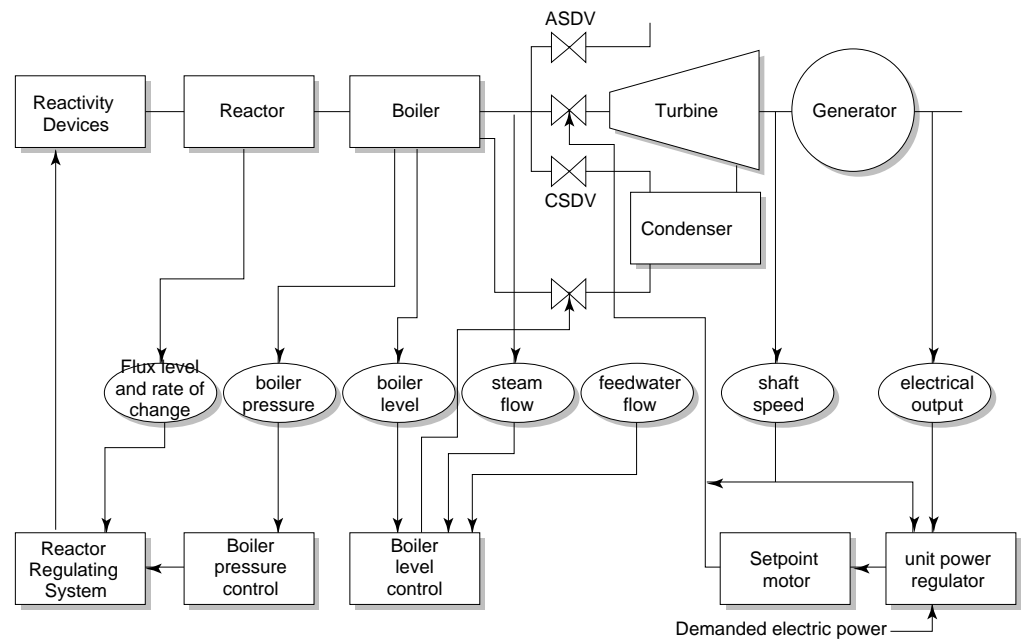 ASDV
Reactivity
Devices
Reactor
Boiler
Turbine
Generator
CSDV
Condenser
Flux level
and rate of
change
boiler
pressure
boiler
level
steam
flow
feedwater
flow
shaft
speed
electrical
output
Reactor
Regulating
System
Boiler
pressure
control
Boiler
level
control
Setpoint
motor
unit power
regulator
Demanded electric power